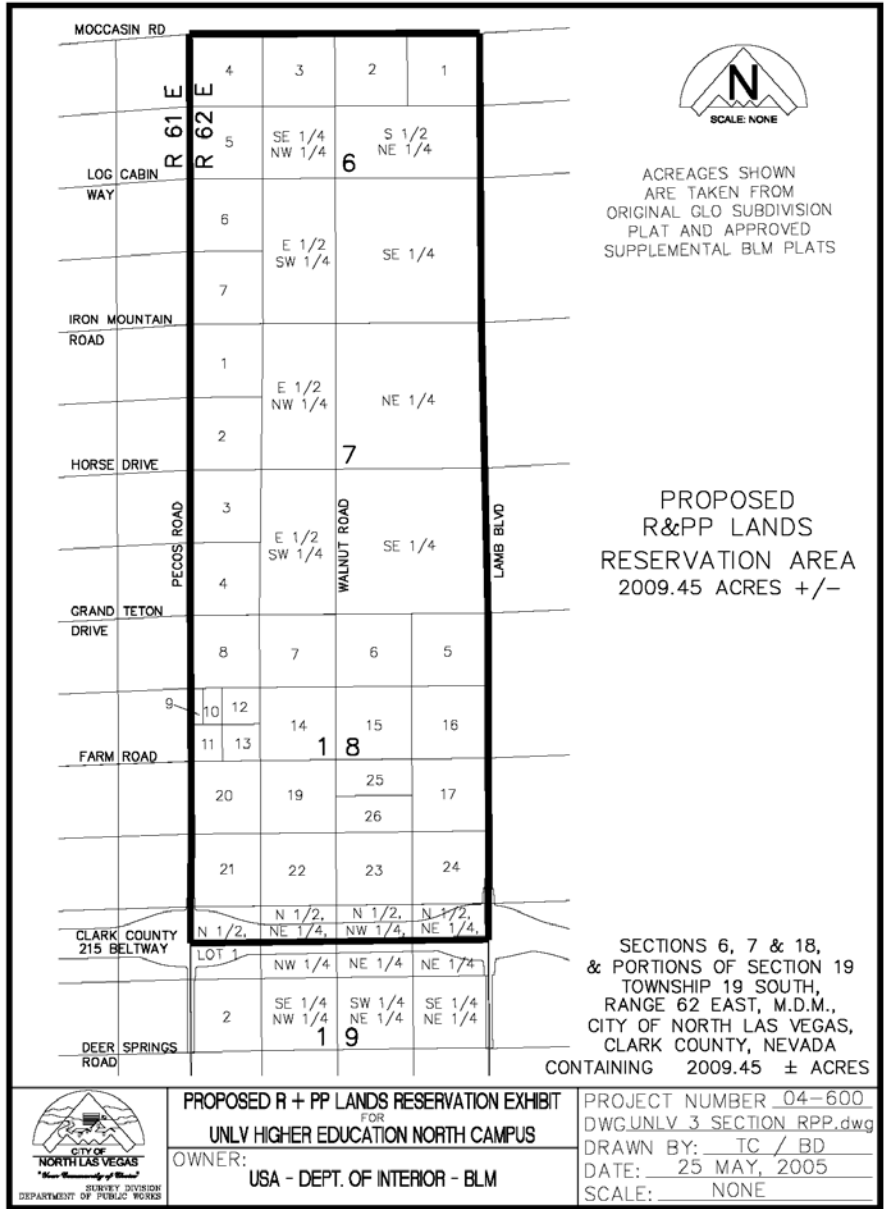 MOCCASIN RD
4
3
2
1
N
SCALE: NONE
R 61 E
R 62 E
5
SE 1/4
NW 1/4
S 1/2
NE 1/4
6
LOG CABIN
WAY
ACREAGES SHOWN
ARE TAKEN FROM
ORIGINAL GLO SUBDIVISION
PLAT AND APPROVED
SUPPLEMENTAL BLM PLATS
6
E 1/2
SW 1/4
SE 1/4
7
IRON MOUNTAIN
ROAD
1
E 1/2
NW 1/4
NE 1/4
2
7
HORSE DRIVE
PECOS ROAD
3
E 1/2
SW 1/4
WALNUT ROAD
SE 1/4
LAMB BLVD
4
PROPOSED
R&PP LANDS
RESERVATION AREA
2009.45 ACRES +/-
GRAND TETON
DRIVE
8
7
6
5
9
10
12
14
15
16
11
13
1 8
FARM ROAD
20
19
25
26
17
21
22
23
24
CLARK COUNTY
215 BELTWAY
N 1/2,
LOT 1
N 1/2,
NE 1/4,
NW 1/4
N 1/2,
NW 1/4,
NE 1/4
N 1/2,
NE 1/4,
NE 1/4
2
SE 1/4
NW 1/4
SW 1/4
NE 1/4
SE 1/4
NE 1/4
1 9
DEER SPRINGS
ROAD
SECTIONS 6, 7 & 18,
& PORTIONS OF SECTION 19
TOWNSHIP 19 SOUTH,
RANGE 62 EAST, M.D.M.,
CITY OF NORTH LAS VEGAS,
CLARK COUNTY, NEVADA
CONTAINING 2009.45 ± ACRES
CITY OF
NORTH LAS VEGAS
"Your Community of Choice"
SURVEY DIVISION
DEPARTMENT OF PUBLIC WORKS
PROPOSED R + PP LANDS RESERVATION EXHIBIT
FOR
UNLV HIGHER EDUCATION NORTH CAMPUS
OWNER:
USA - DEPT. OF INTERIOR - BLM
PROJECT NUMBER 04-600
DWG.UNLV 3 SECTION RPP.dwg
DRAWN BY: TC / BD
DATE: 25 MAY, 2005
SCALE: NONE